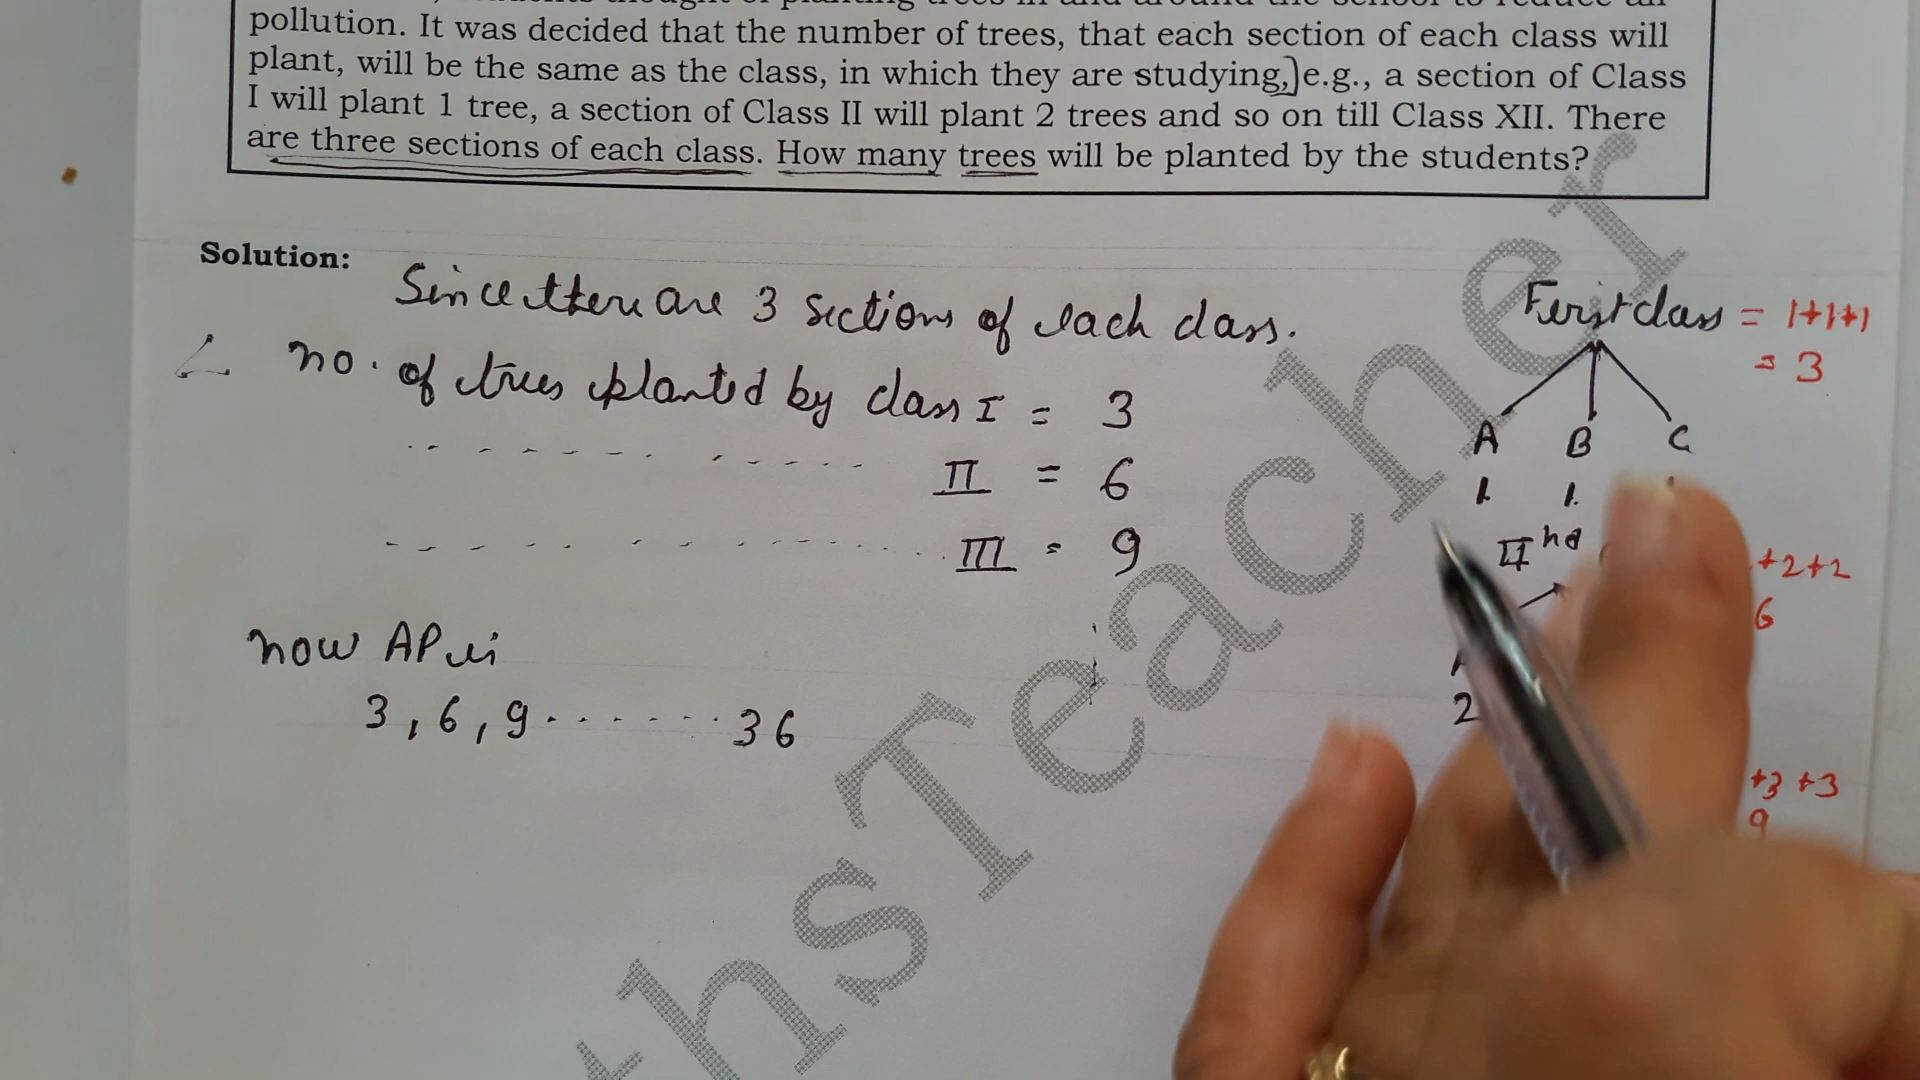 pollution. It was decided that the number of trees, that each section of each class will
plant, will be the same as the class, in which they are studying, e.g., a section of Class
I will plant 1 tree, a section of Class II will plant 2 trees and so on till Class XII. There
are three sections of each class. How many trees will be planted by the students?
Solution:
Since there are 3 sections of each class.
no. of trees planted by class I = 3
II = 6
III = 9
now AP is
3, 6, 9 ....... 36
First class = 1+1+1
= 3
A B C
1. 1.
II nd
+2+2
6
2
+3 +3
9
thsTeacher